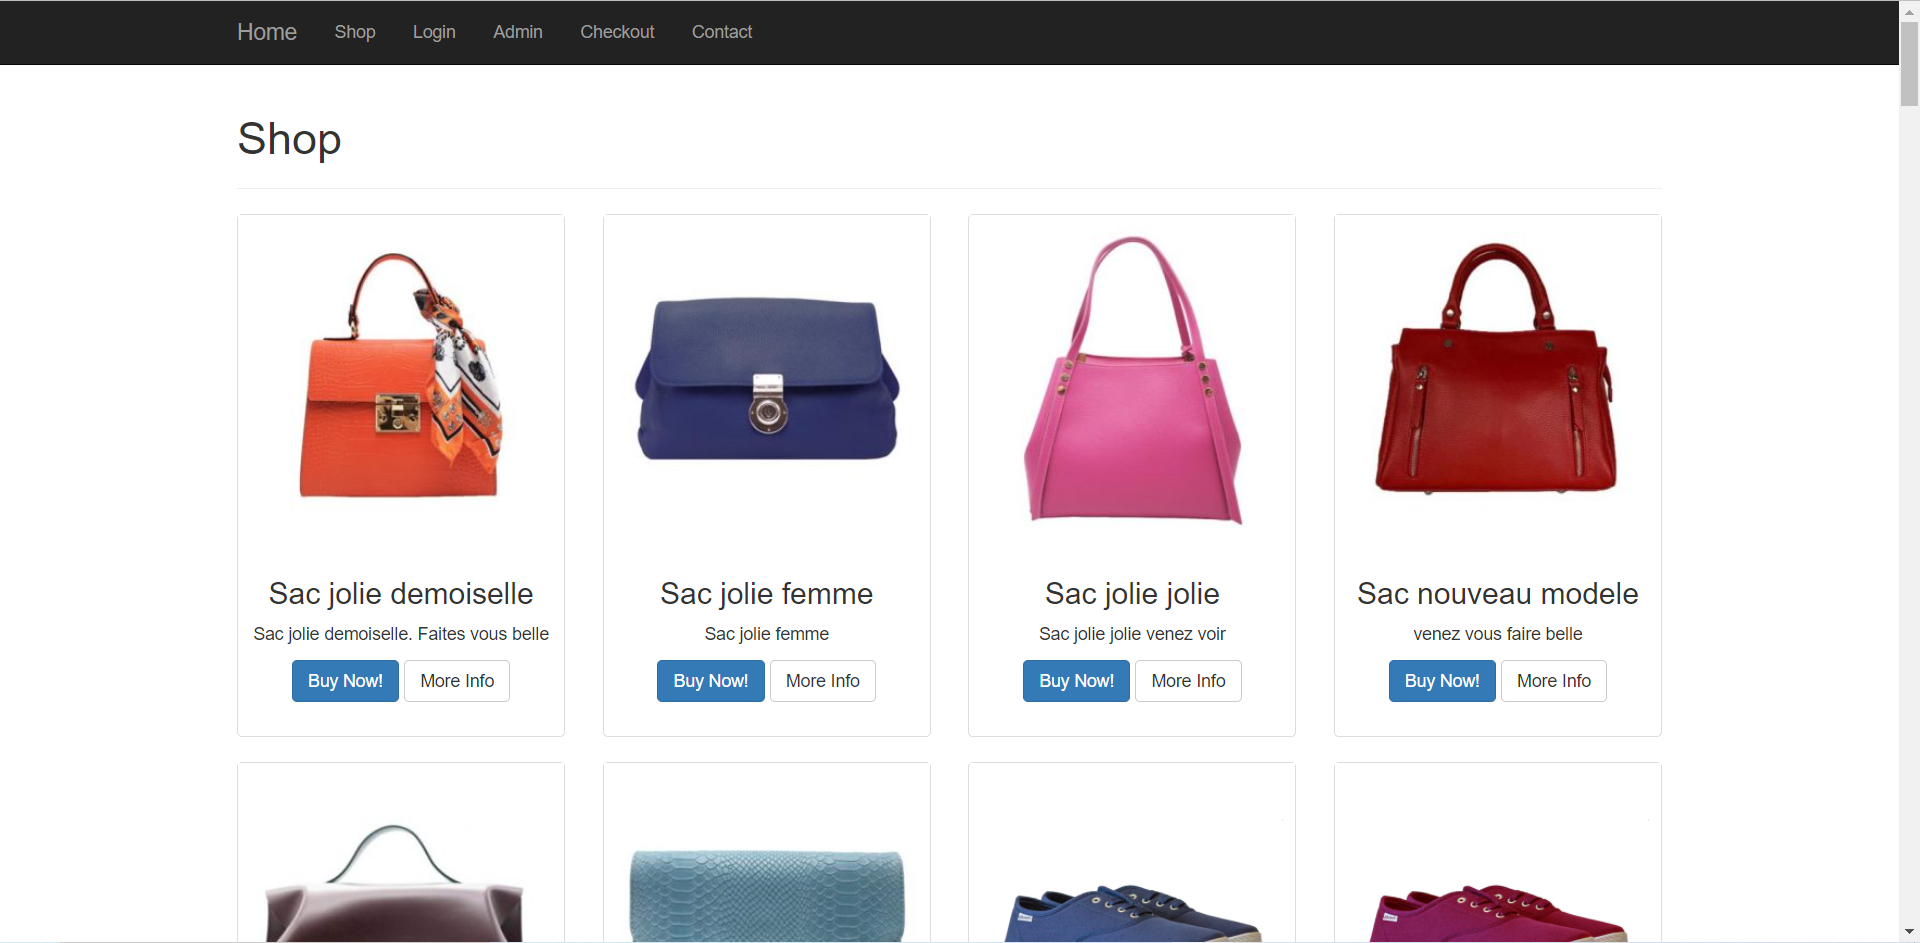 Home Shop Login Admin Checkout Contact
Shop
Sac jolie demoiselle
Sac jolie demoiselle. Faites vous belle
Buy Now! More Info
Sac jolie femme
Sac jolie femme
Buy Now! More Info
Sac jolie jolie
Sac jolie jolie venez voir
Buy Now! More Info
Sac nouveau modele
venez vous faire belle
Buy Now! More Info